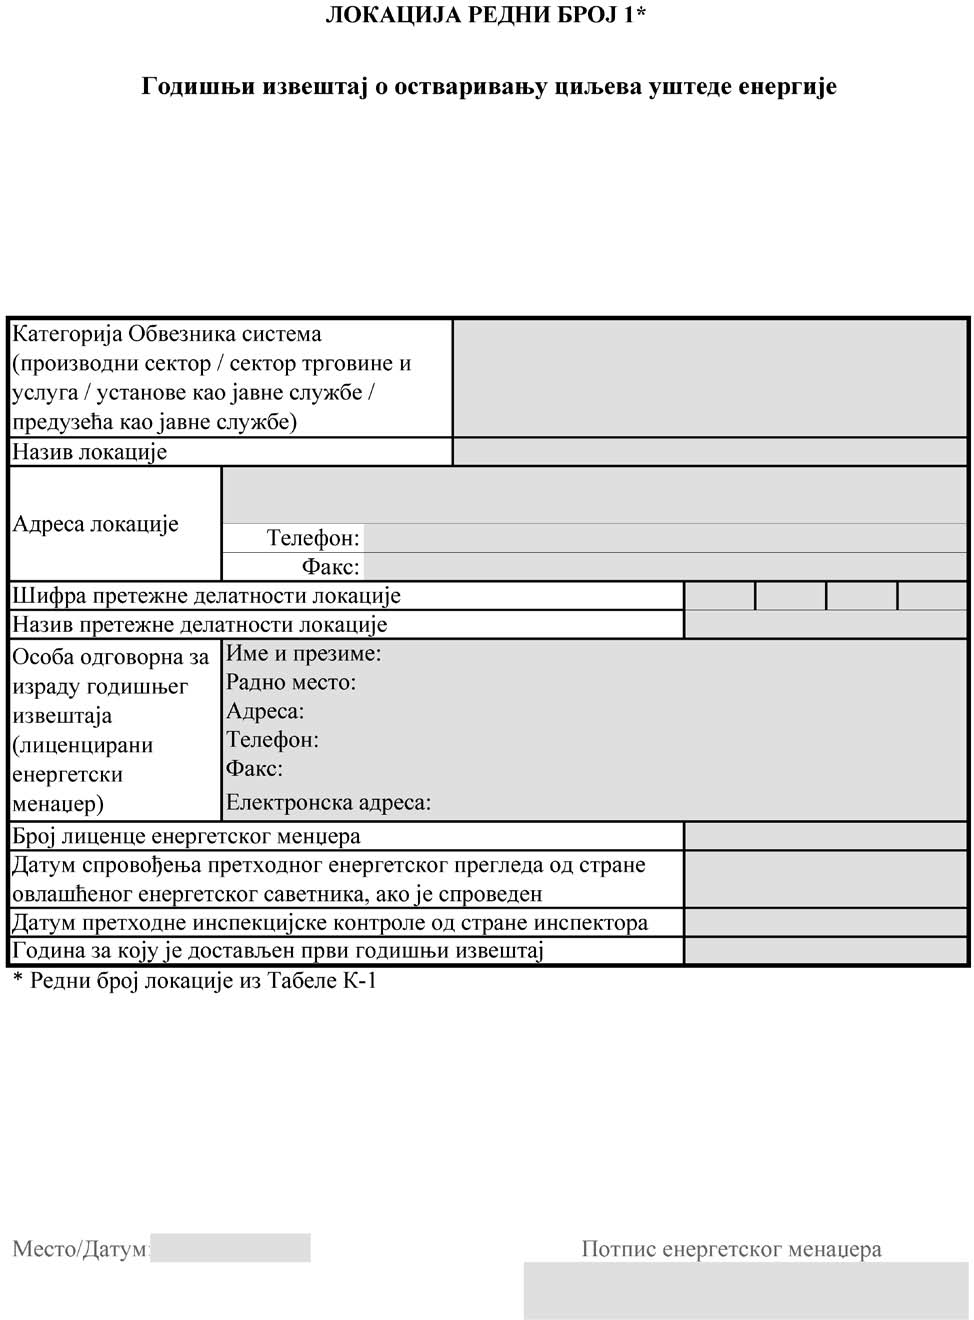 ЛОКАЦИЈА РЕДНИ БРОЈ 1*
Годишњи извештај о остваривању циљева уштеде енергије
Категорија Обвезника система
(производни сектор / сектор трговине и
услуга / установе као јавне службе /
предузећа као јавне службе)
Назив локације
Адреса локације
Телефон:
Факс:
Шифра претежне делатности локације
Назив претежне делатности локације
Особа одговорна за
израду годишњег
извештаја
(лиценцирани
енергетски
менаџер)
Име и презиме:
Радно место:
Адреса:
Телефон:
Факс:
Електронска адреса:
Број лиценце енергетског менџера
Датум спровођења претходног енергетског прегледа од стране
овлашћеног енергетског саветника, ако је спроведен
Датум претходне инспекцијске контроле од стране инспектора
Година за коју је достављен први годишњи извештај
* Редни број локације из Табеле К-1
Место/Датум:
Потпис енергетског менаџера